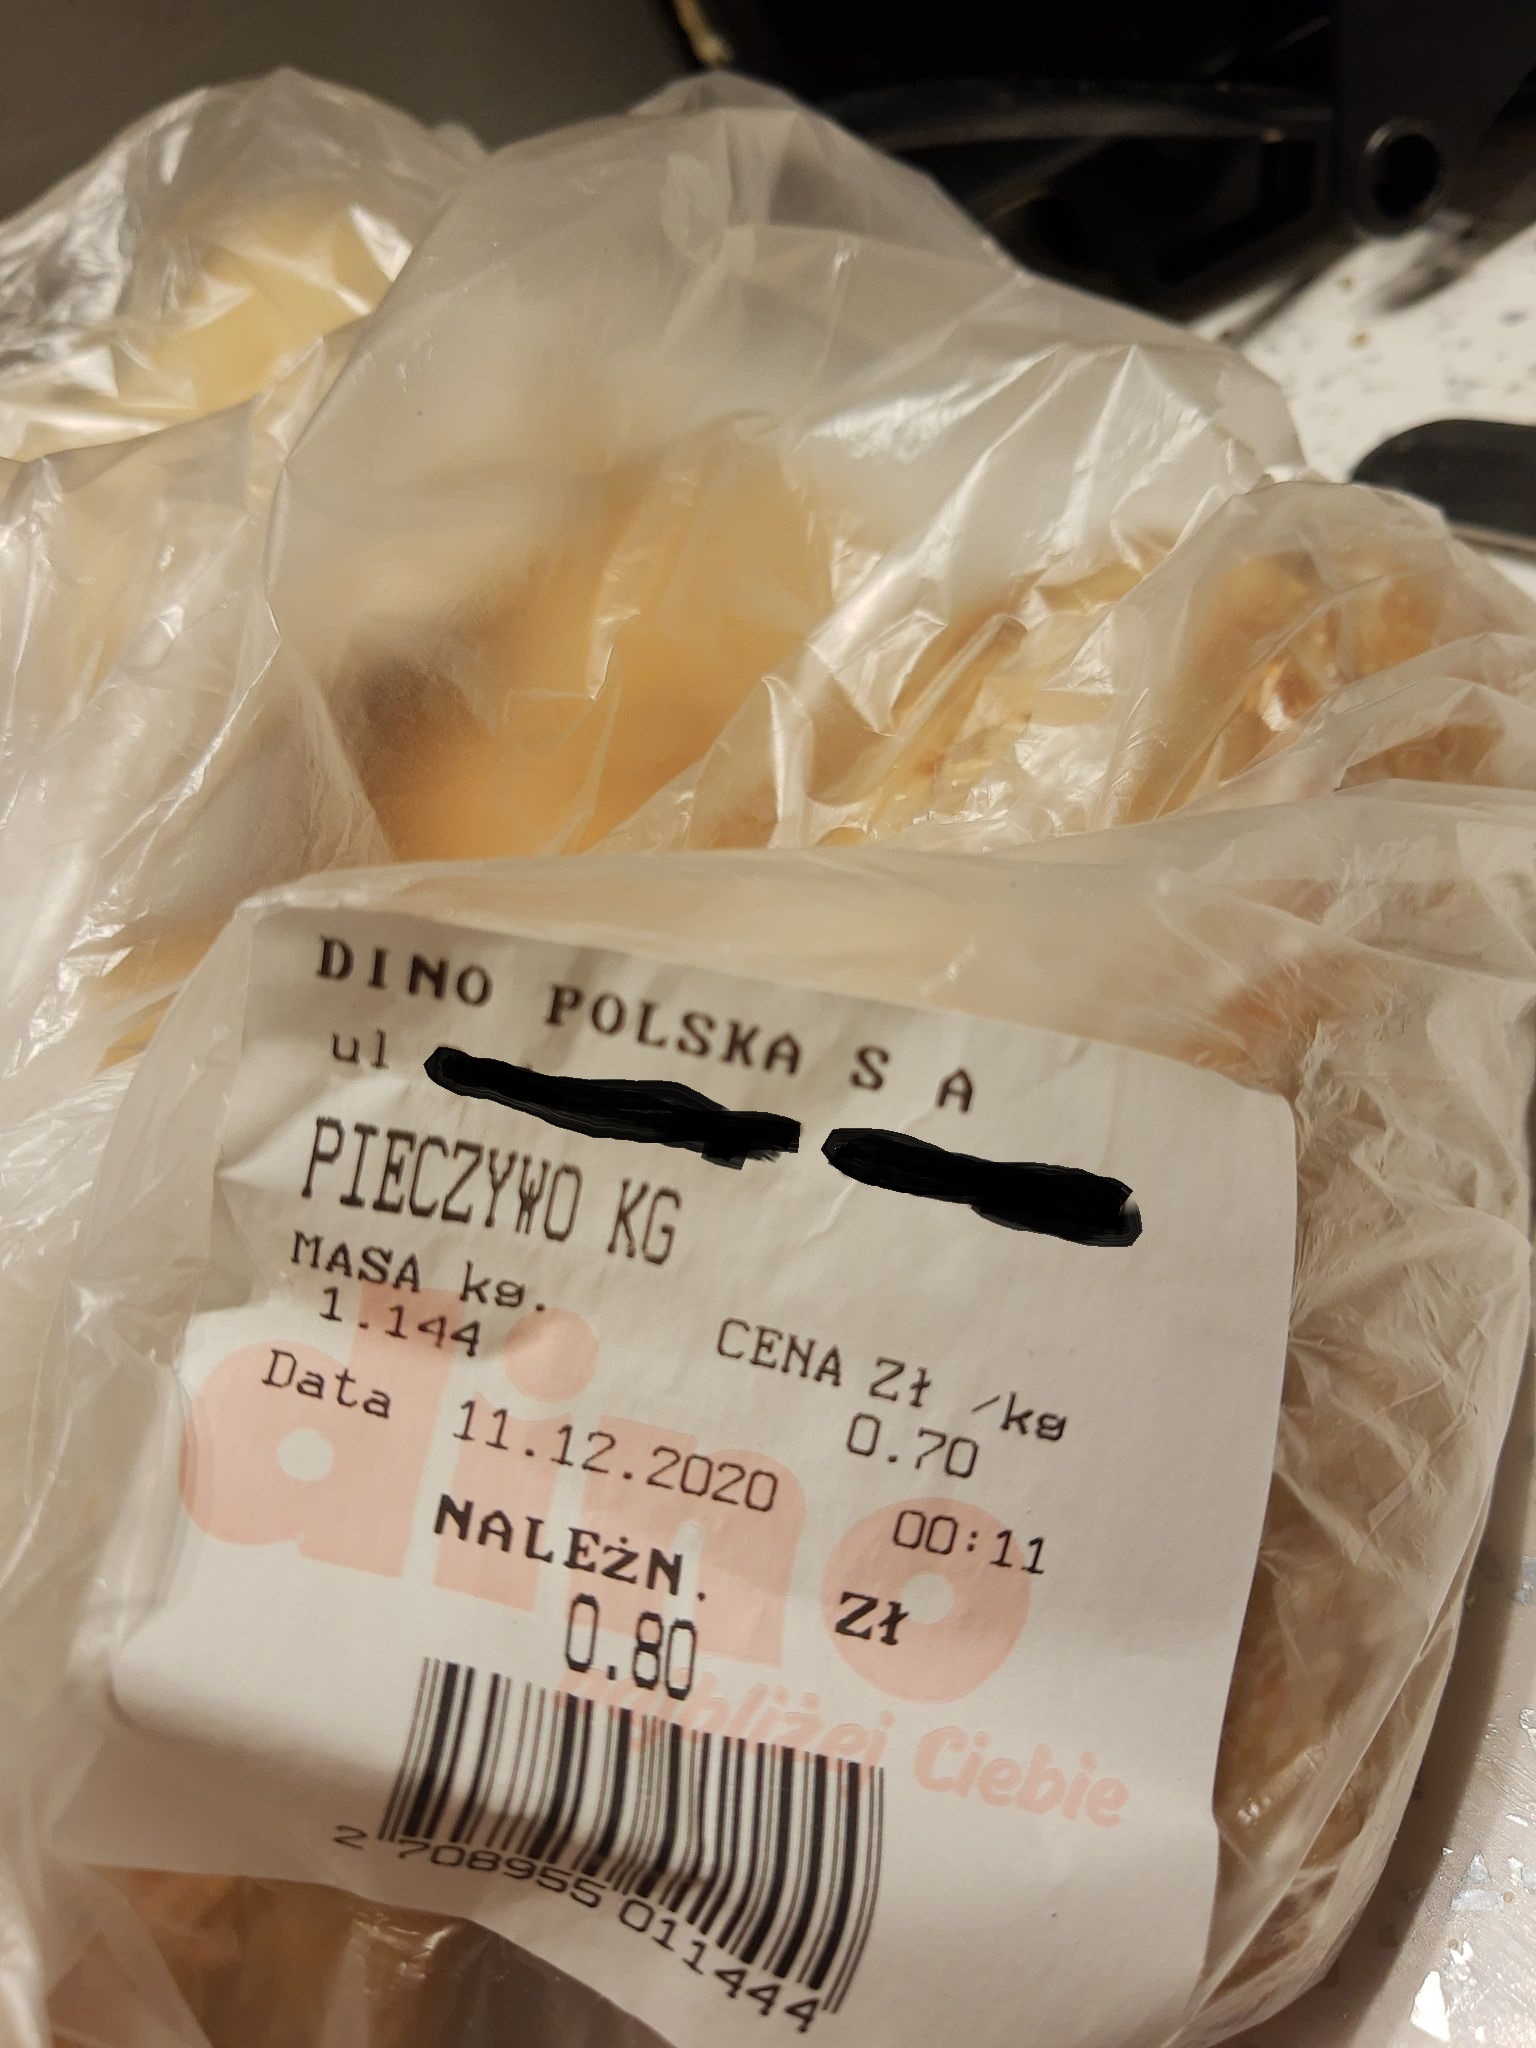 DINO POLSKA S A
ul
PIECZYWO KG
MASA kg.
1.144
CENA Zł /kg
0.70
Data 11.12.2020 00:11
NALEŻN. Zł
0.80
dino
najbliżej Ciebie
2 708955 011444